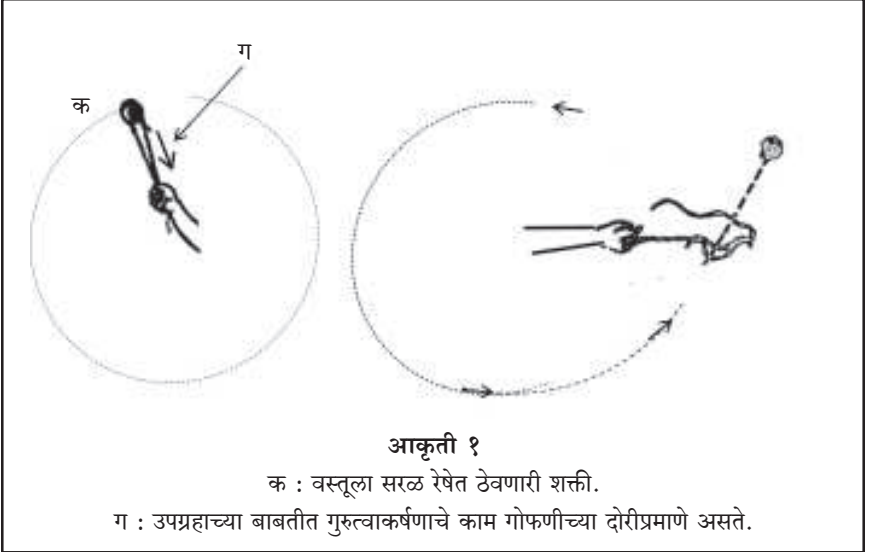 ग
क
आकृती १
क : वस्तूला सरळ रेषेत ठेवणारी शक्ती.
ग : उपग्रहाच्या बाबतीत गुरुत्वाकर्षणाचे काम गोफणीच्या दोरीप्रमाणे असते.